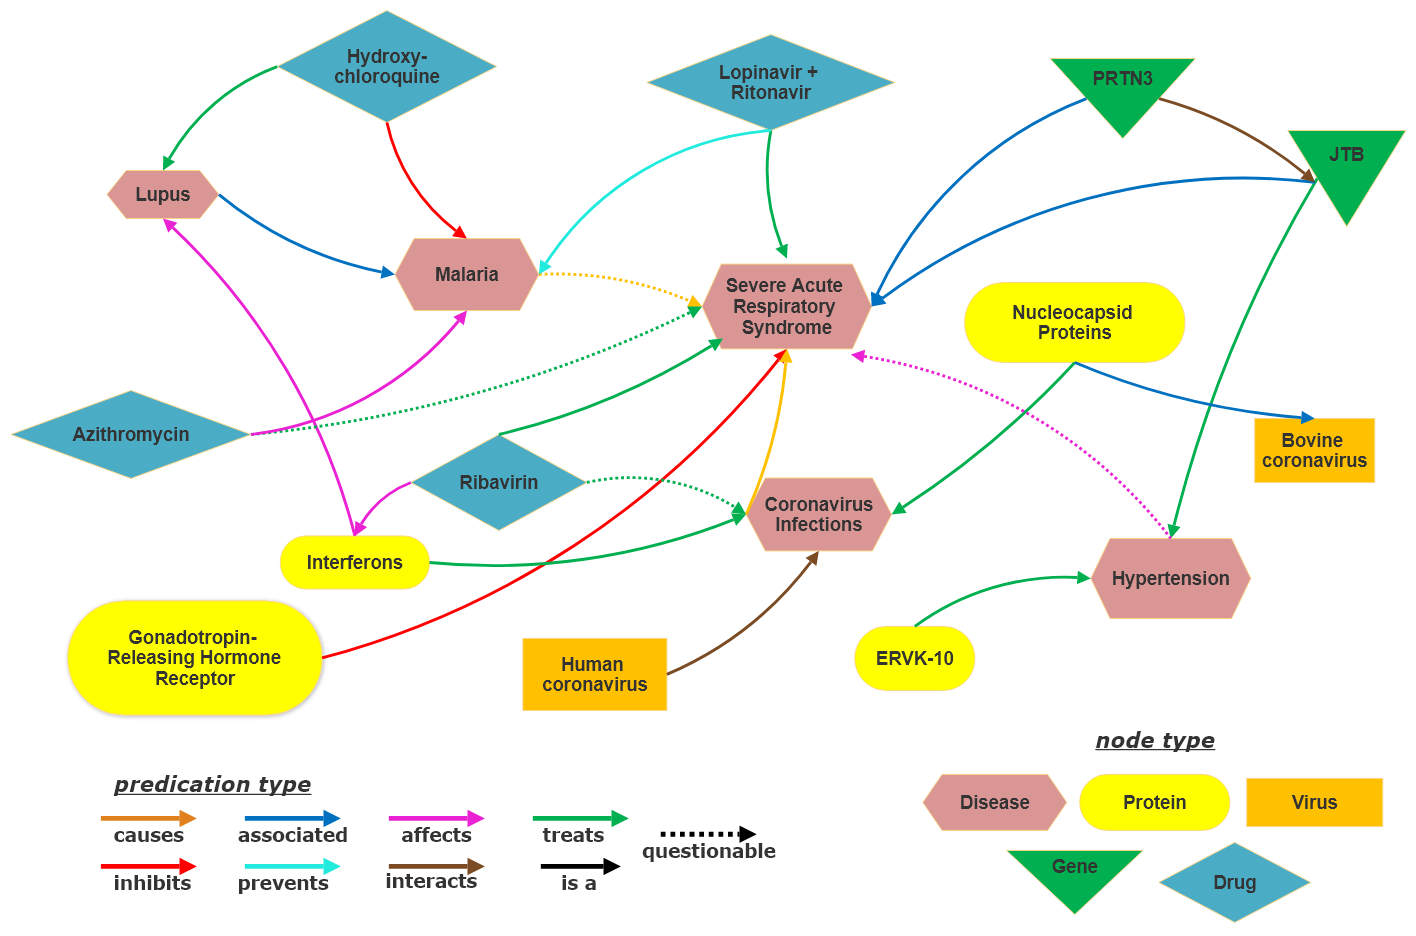 Hydroxy-
chloroquine
Lopinavir +
Ritonavir
PRTN3
JTB
Lupus
Malaria
Severe Acute
Respiratory
Syndrome
Nucleocapsid
Proteins
Azithromycin
Ribavirin
Coronavirus
Infections
Bovine
coronavirus
Interferons
Hypertension
Gonadotropin-
Releasing Hormone
Receptor
Human
coronavirus
ERVK-10
predication type
causes
associated
affects
treats
questionable
inhibits
prevents
interacts
is a
node type
Disease
Protein
Virus
Gene
Drug